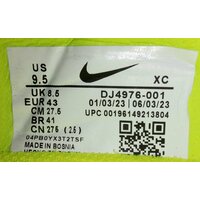 US
9.5
XC
UK 8.5
EUR 43
CM 27.5
BR 41
CN 275 (2.5)
DJ4976-001
01/03/23 06/03/23
UPC 00196149213804
04PB0YX3T2TSF
MADE IN BOSNIA